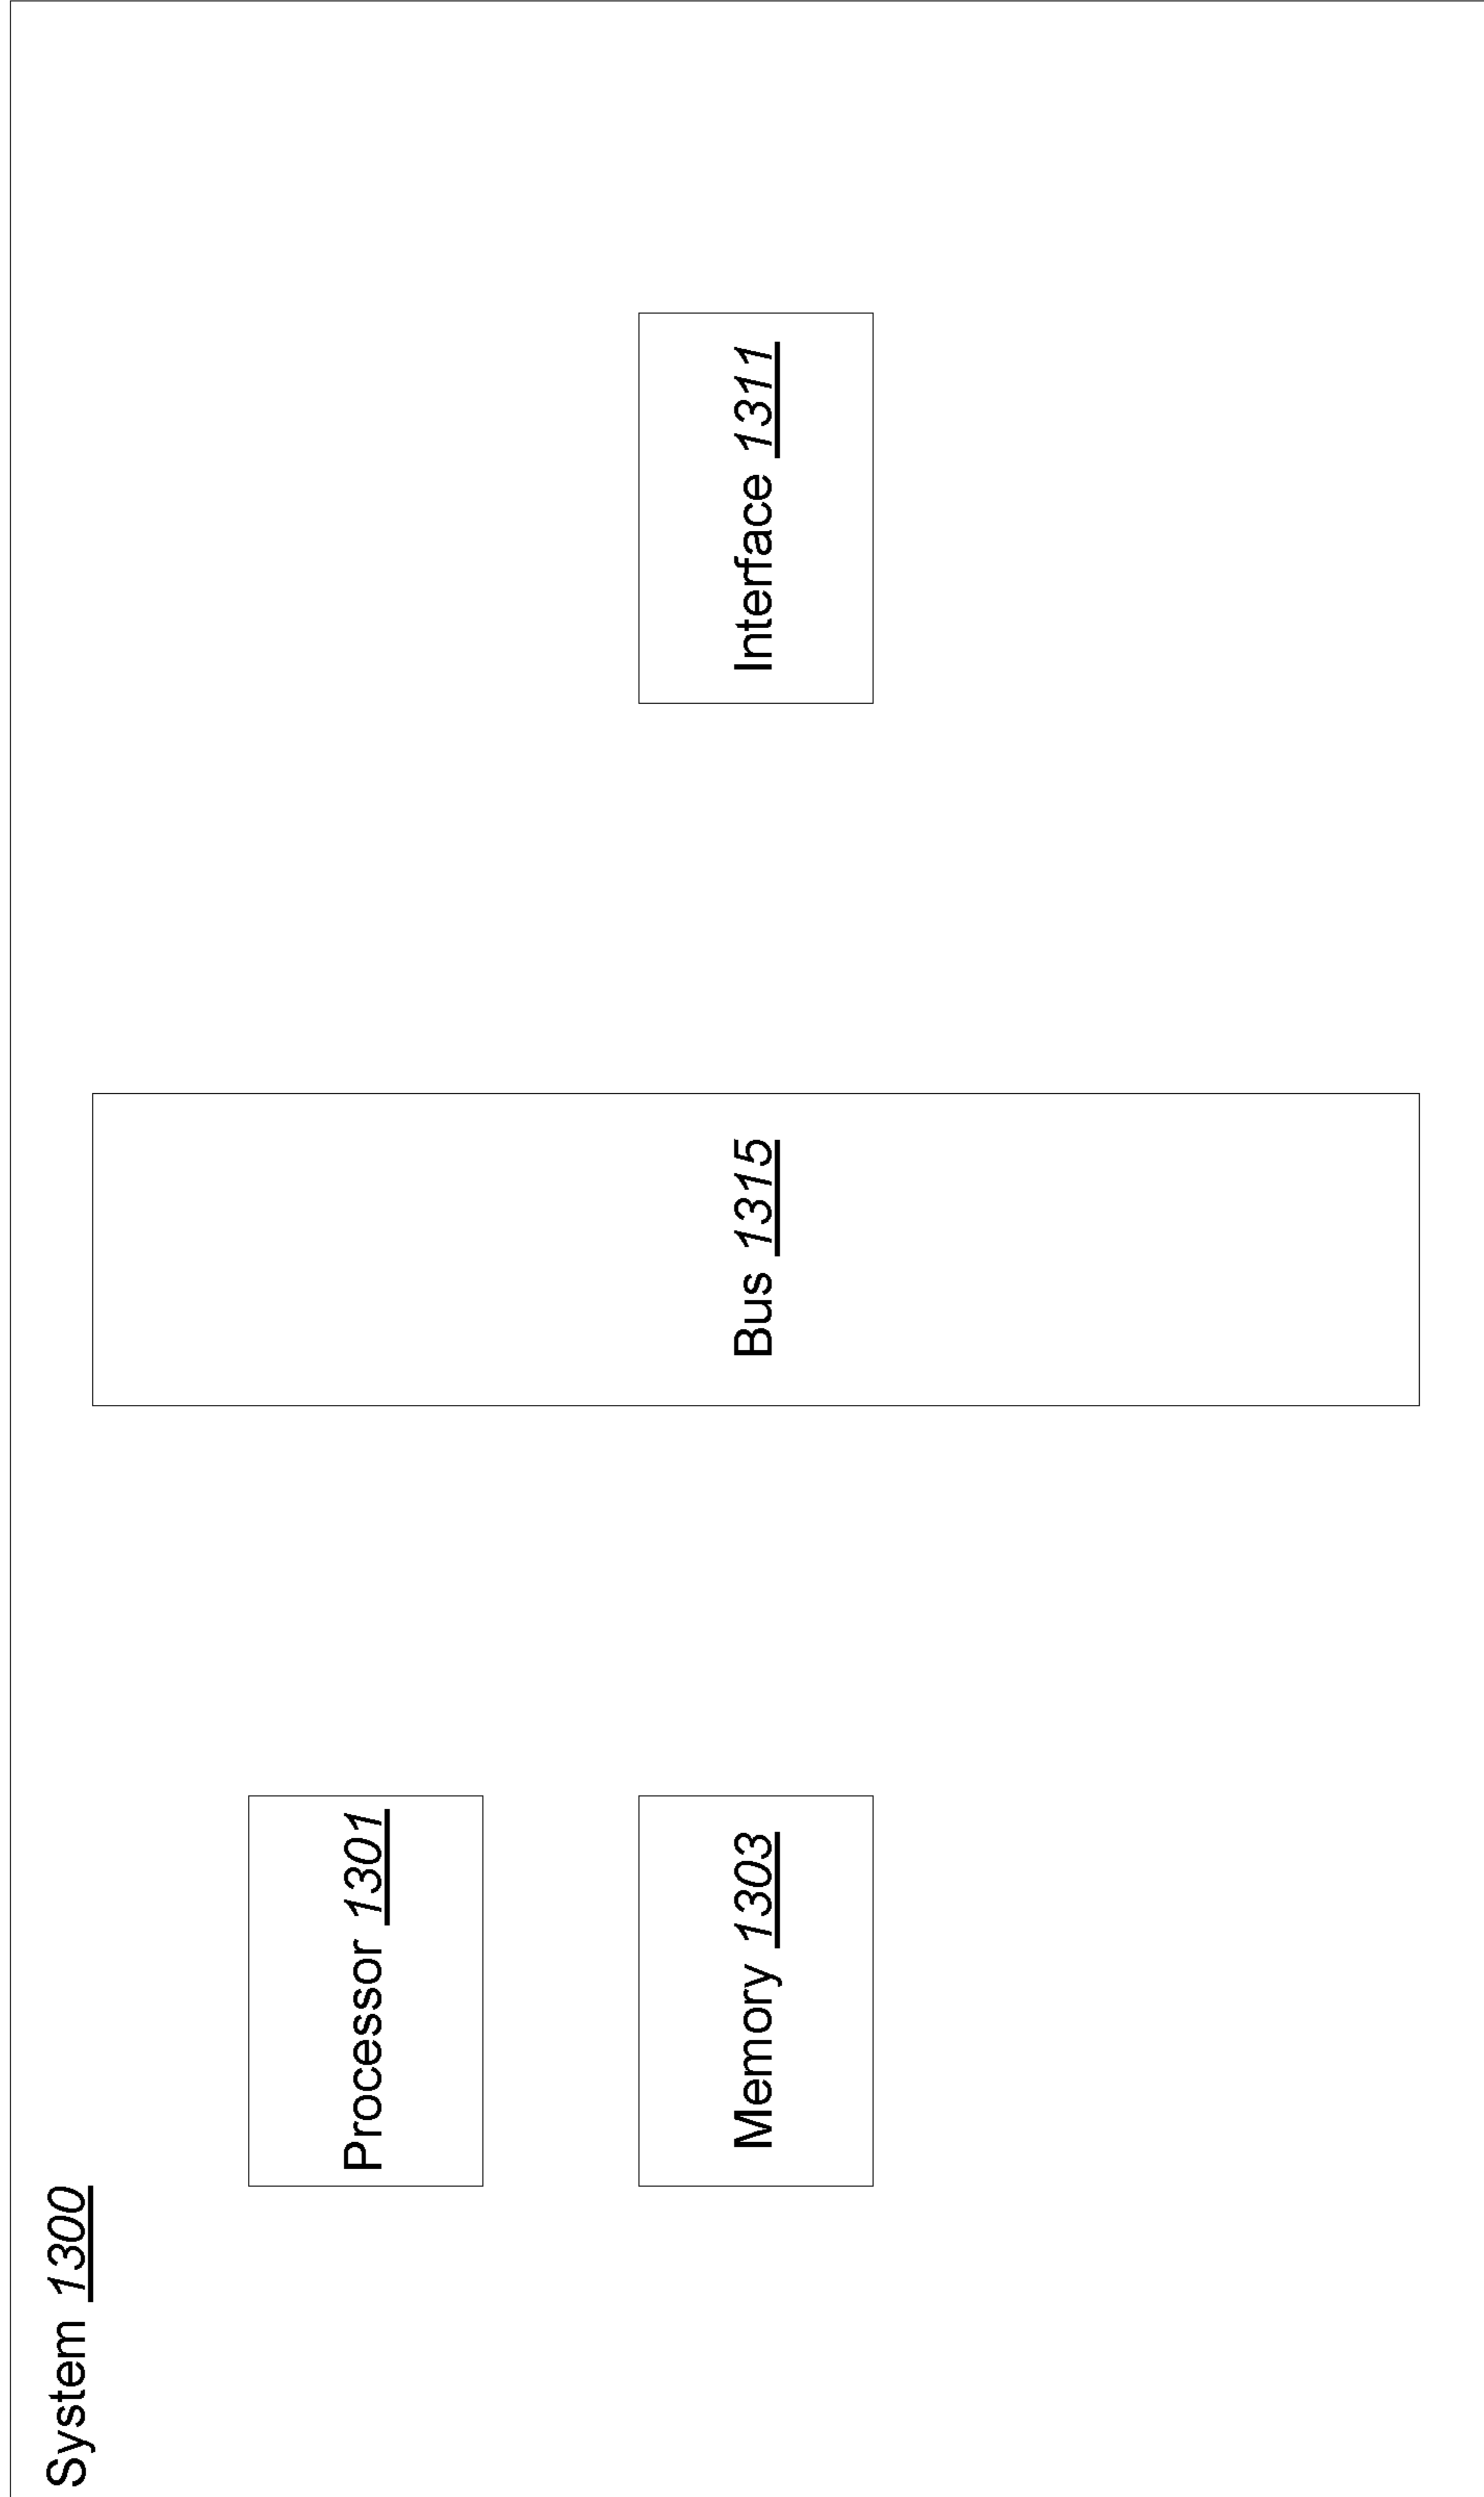 System 1300
Processor 1301
Memory 1303
Bus 1315
Interface 1311